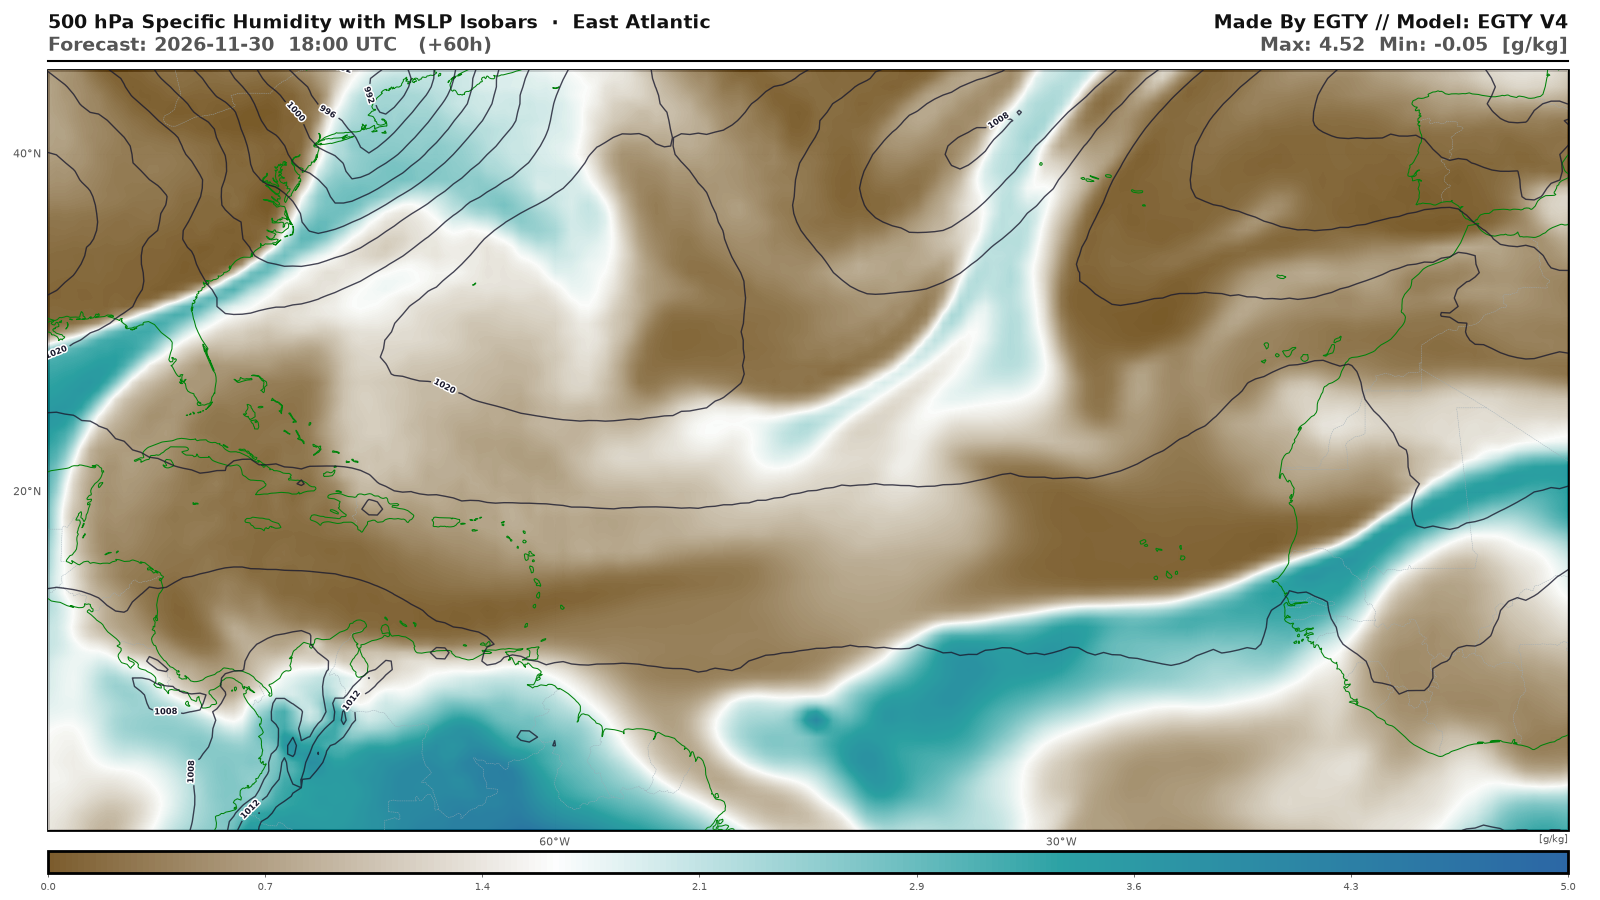 500 hPa Specific Humidity with MSLP Isobars · East Atlantic
Made By EGTY // Model: EGTY V4
Forecast: 2026-11-30 18:00 UTC (+60h)
Max: 4.52 Min: -0.05 [g/kg]
992
1000
996
1008
40°N
1020
1020
20°N
1012
1008
1008
1012
60°W
30°W
[g/kg]
0.0
0.7
1.4
2.1
2.9
3.6
4.3
5.0